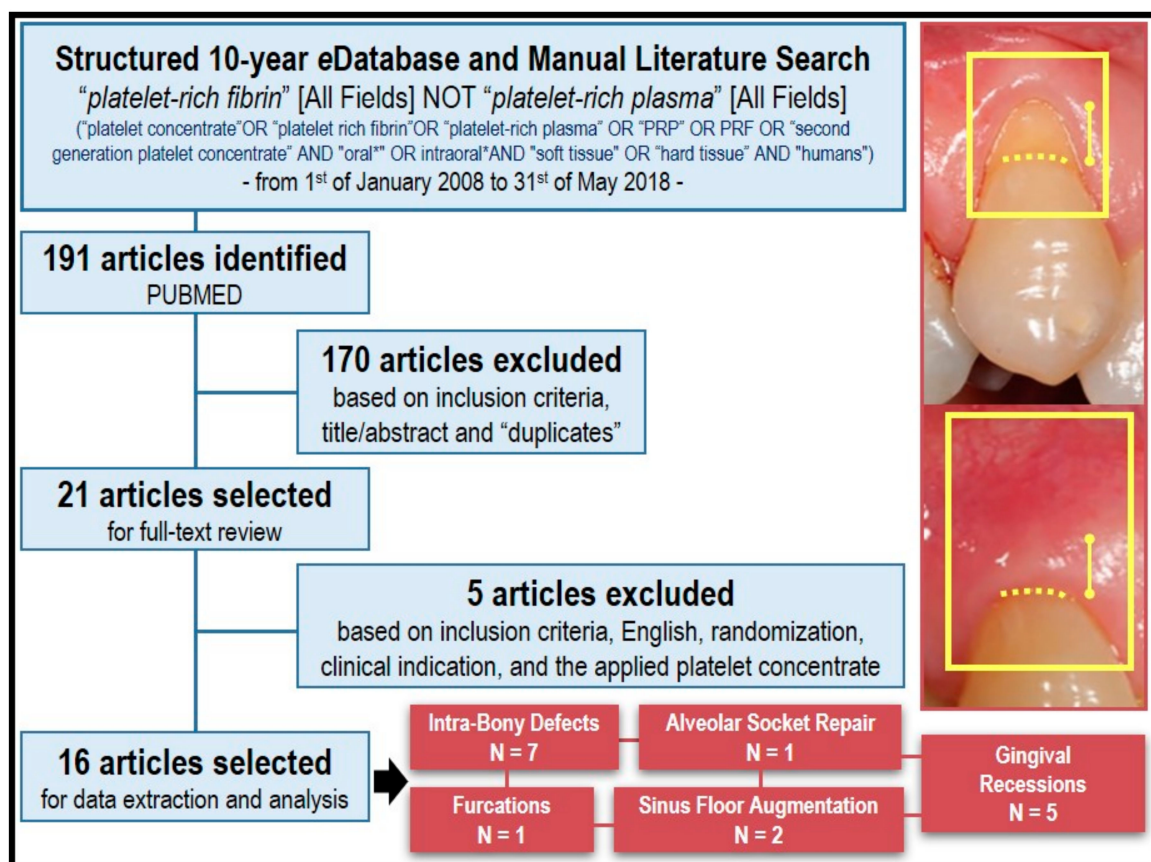 Structured 10-year eDatabase and Manual Literature Search
“platelet-rich fibrin” [All Fields] NOT “platelet-rich plasma” [All Fields]
(“platelet concentrate”OR “platelet rich fibrin”OR “platelet-rich plasma” OR “PRP” OR PRF OR “second
generation platelet concentrate” AND "oral*" OR intraoral*AND "soft tissue" OR “hard tissue” AND "humans")
- from 1st of January 2008 to 31st of May 2018 -
191 articles identified
PUBMED
170 articles excluded
based on inclusion criteria,
title/abstract and “duplicates”
21 articles selected
for full-text review
5 articles excluded
based on inclusion criteria, English, randomization,
clinical indication, and the applied platelet concentrate
16 articles selected
for data extraction and analysis
Intra-Bony Defects
N = 7
Alveolar Socket Repair
N = 1
Gingival
Recessions
N = 5
Furcations
N = 1
Sinus Floor Augmentation
N = 2